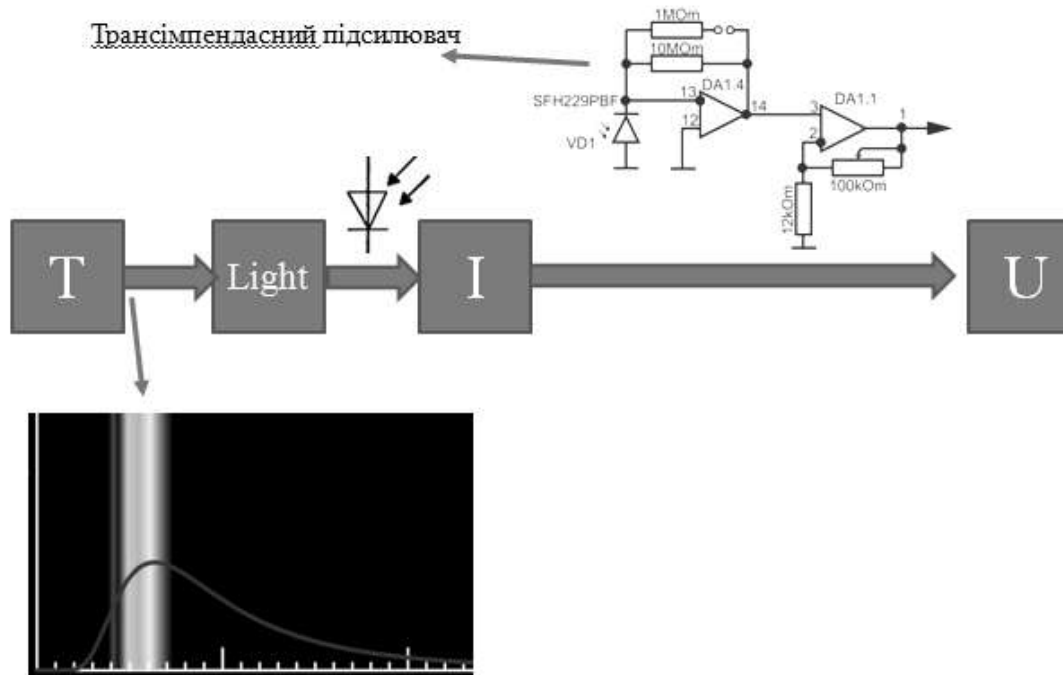 Трансімпендасний підсилювач
1MOm
10MOm
DA1.4
SFH229PBF
13
14
12
VD1
DA1.1
3
1
2
100kOm
12kOm
T
Light
I
U